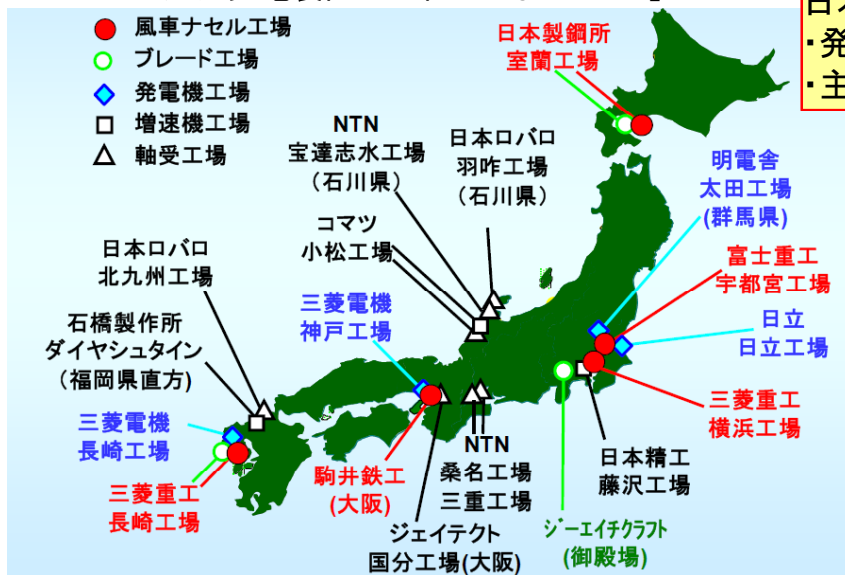 風車ナセル工場
ブレード工場
発電機工場
増速機工場
軸受工場
日本製鋼所
室蘭工場
NTN
宝達志水工場
(石川県)
日本ロバロ
羽咋工場
(石川県)
コマツ
小松工場
明電舎
太田工場
(群馬県)
富士重工
宇都宮工場
日立
日立工場
三菱重工
横浜工場
日本精工
藤沢工場
ジーエイチクラフト
(御殿場)
日本ロバロ
北九州工場
石橋製作所
ダイヤシュタイン
(福岡県直方)
三菱電機
神戸工場
三菱電機
長崎工場
三菱重工
長崎工場
駒井鉄工
(大阪)
NTN
桑名工場
三重工場
ジェイテクト
国分工場(大阪)
・発
・主